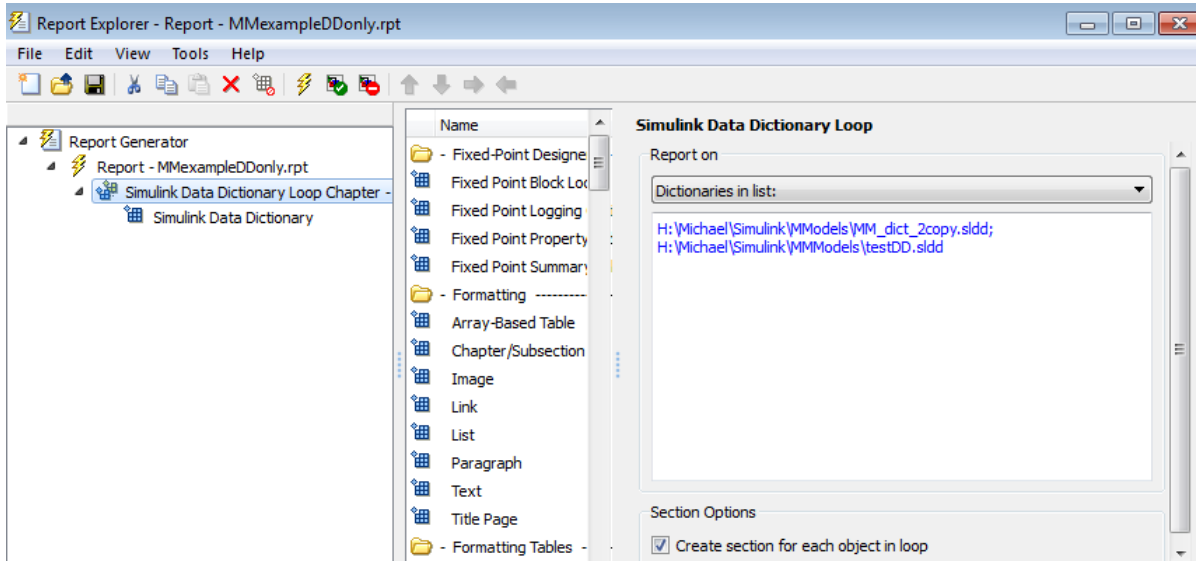 Report Explorer - Report - MMexampleDDonly.rpt
File Edit View Tools Help
Report Generator
Report - MMexampleDDonly.rpt
Simulink Data Dictionary Loop Chapter -
Simulink Data Dictionary
Name
- Fixed-Point Designe
Fixed Point Block Loo
Fixed Point Logging
Fixed Point Property
Fixed Point Summary
- Formatting ----------
Array-Based Table
Chapter/Subsection
Image
Link
List
Paragraph
Text
Title Page
- Formatting Tables -
Simulink Data Dictionary Loop
Report on
Dictionaries in list:
H:\Michael\Simulink\MModels\MM_dict_2copy.sldd;
H:\Michael\Simulink\MMModels\testDD.sldd
Section Options
Create section for each object in loop